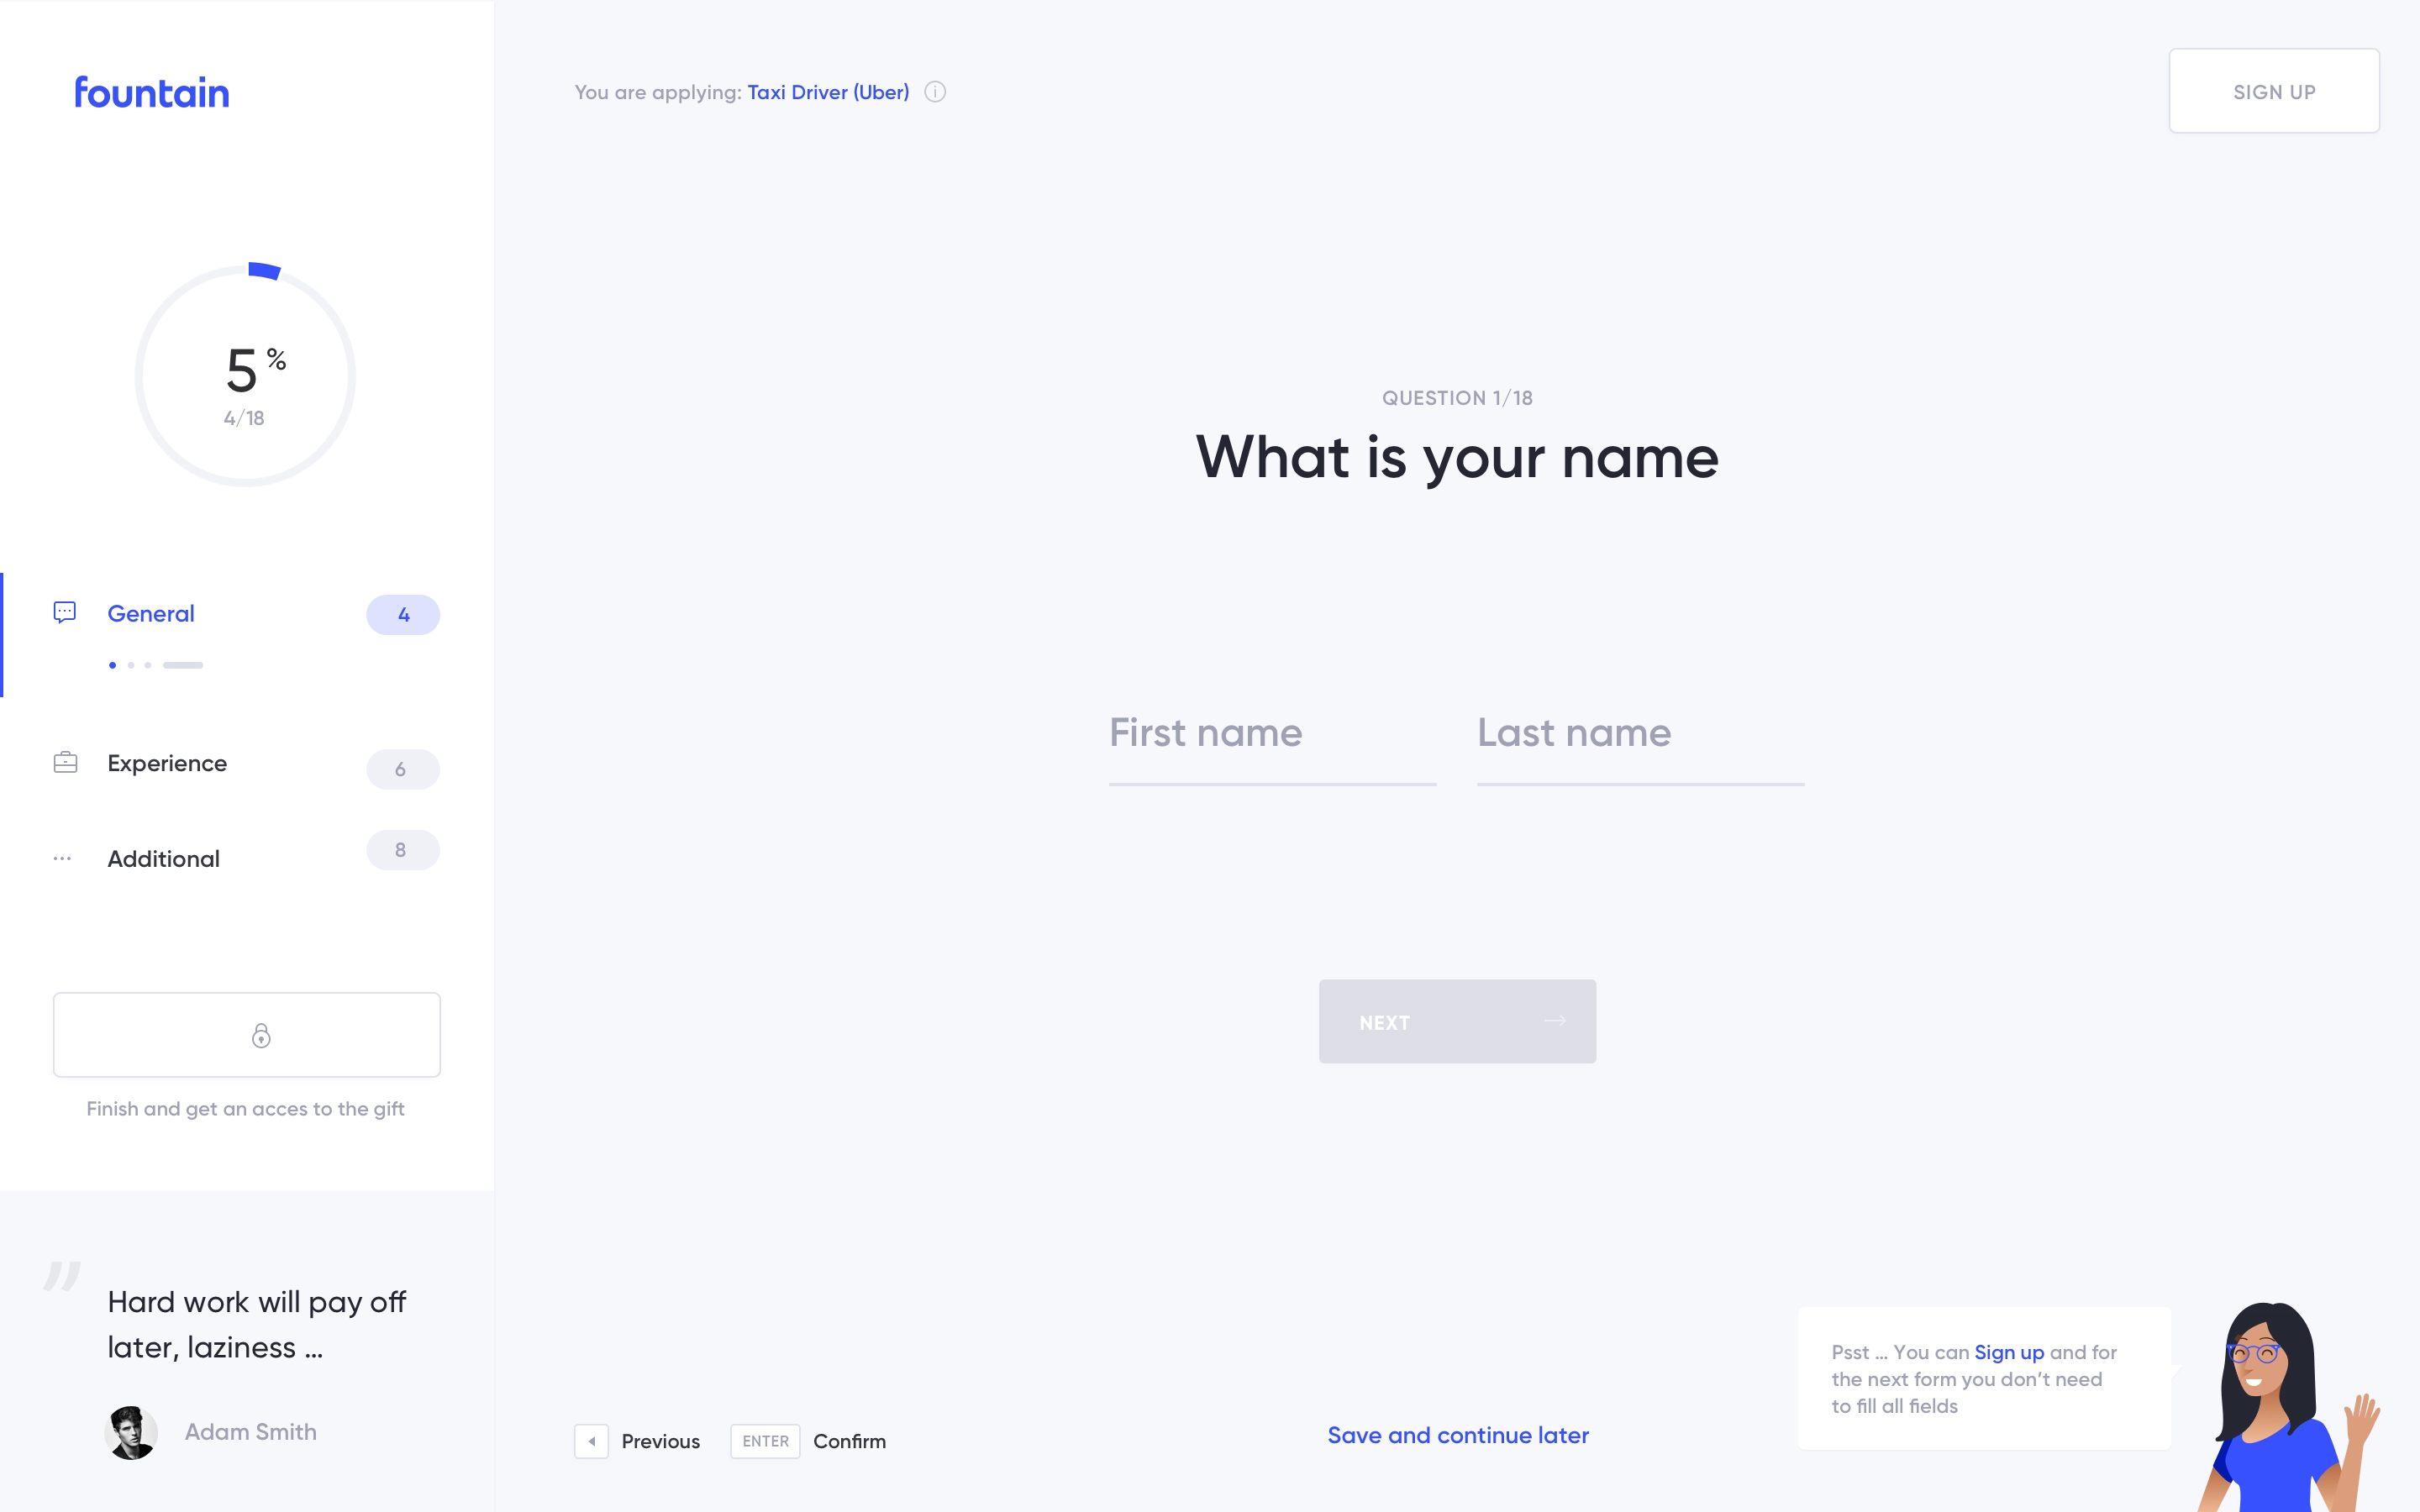 fountain
You are applying: Taxi Driver (Uber)
SIGN UP
5 %
4/18
General 4
Experience 6
Additional 8
Finish and get an acces to the gift
”
Hard work will pay off
later, laziness ...
Adam Smith
QUESTION 1/18
What is your name
First name Last name
NEXT
Previous ENTER Confirm
Save and continue later
Psst ... You can Sign up and for
the next form you don’t need
to fill all fields